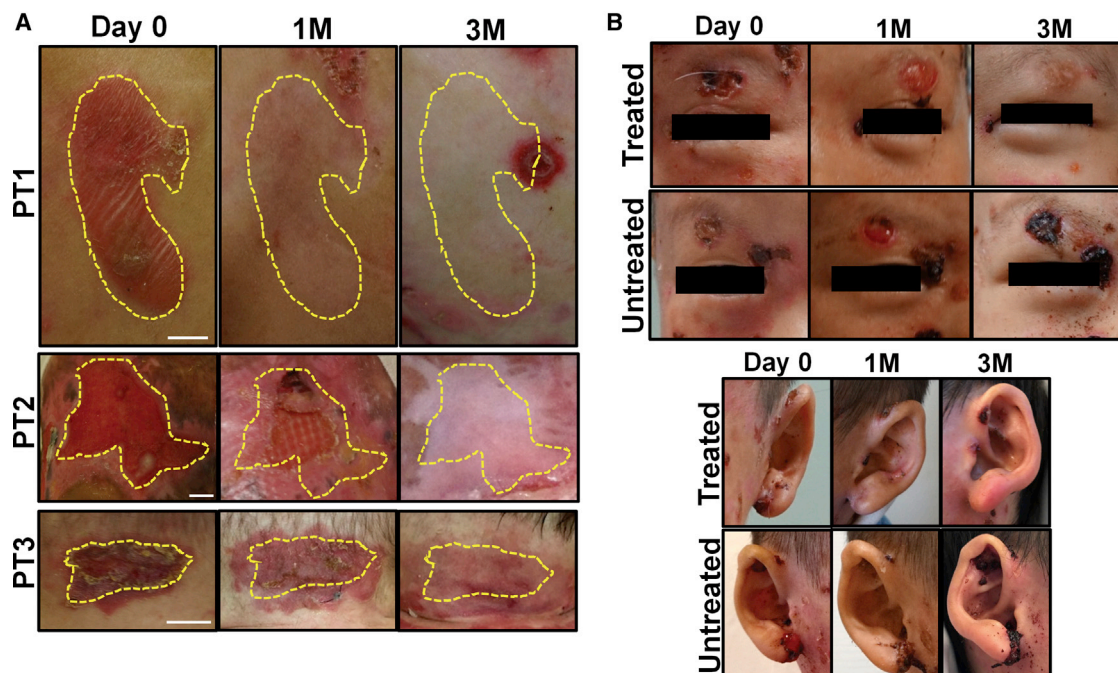 A
Day 0 1M 3M
PT1
PT2
PT3
B
Day 0 1M 3M
Treated
Untreated
Day 0 1M 3M
Treated
Untreated